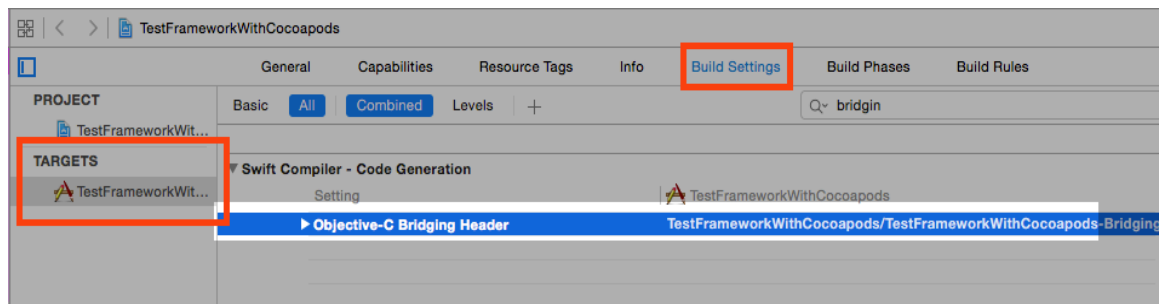 TestFrameworkWithCocoapods
General Capabilities Resource Tags Info Build Settings Build Phases Build Rules
PROJECT
Basic All Combined Levels + bridgin
TestFrameworkWit...
TARGETS
Swift Compiler - Code Generation
TestFrameworkWit...
Setting TestFrameworkWithCocoapods
Objective-C Bridging Header TestFrameworkWithCocoapods/TestFrameworkWithCocoapods-Bridging